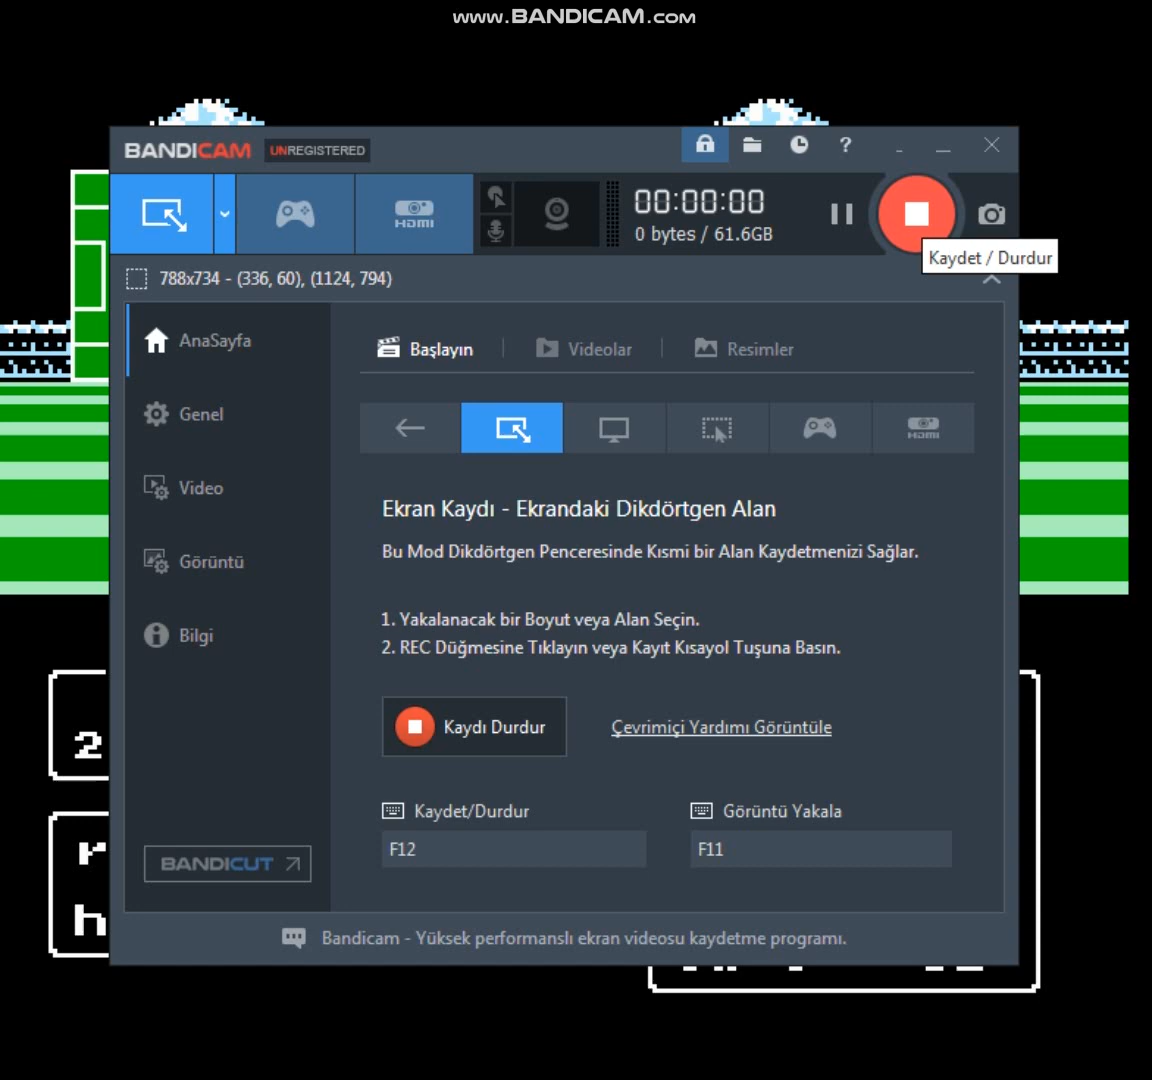 www.BANDICAM.com
BANDICAM UNREGISTERED
?
HDMI
00:00:00
0 bytes / 61.6GB
Kaydet / Durdur
788x734 - (336, 60), (1124, 794)
AnaSayfa
Genel
Video
Görüntü
Bilgi
BANDICUT
Başlayın
Videolar
Resimler
HDMI
Ekran Kaydı - Ekrandaki Dikdörtgen Alan
Bu Mod Dikdörtgen Penceresinde Kısmi bir Alan Kaydetmenizi Sağlar.
1. Yakalanacak bir Boyut veya Alan Seçin.
2. REC Düğmesine Tıklayın veya Kayıt Kısayol Tuşuna Basın.
Kaydı Durdur
Çevrimiçi Yardımı Görüntüle
Kaydet/Durdur
Görüntü Yakala
F12
F11
Bandicam - Yüksek performanslı ekran videosu kaydetme programı.
2
r
h